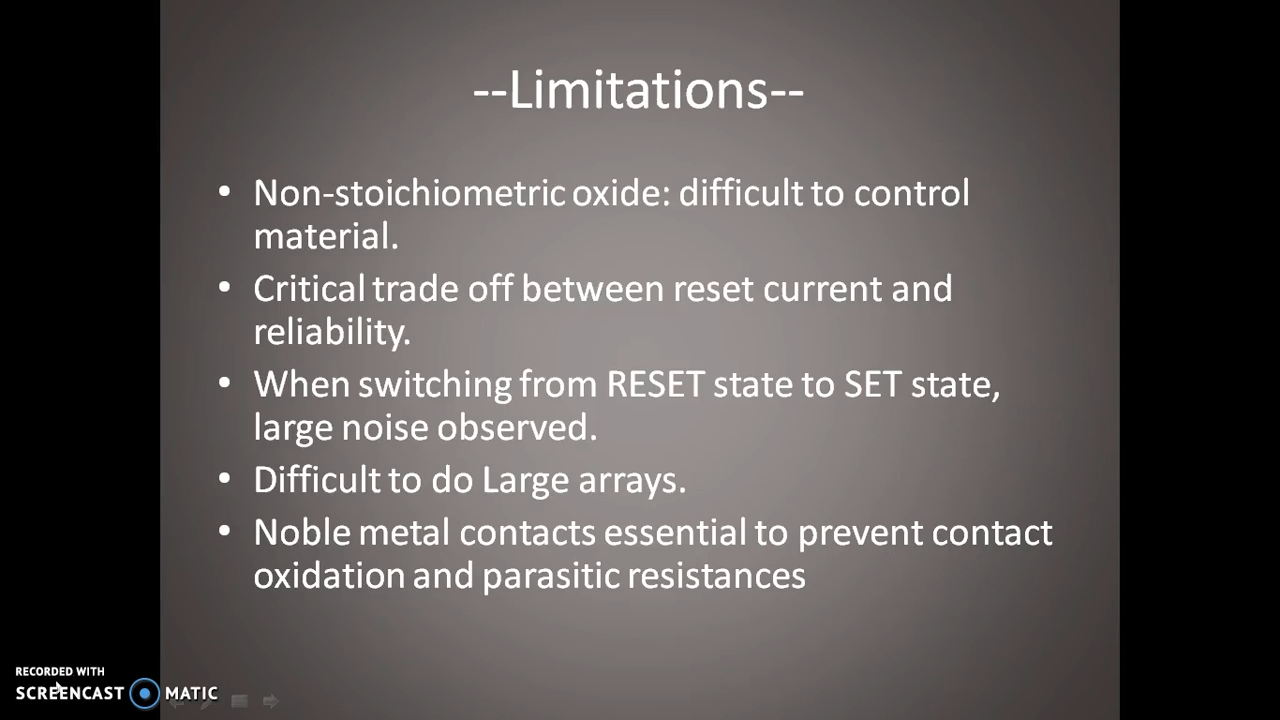 --Limitations--
• Non-stoichiometric oxide: difficult to control
material.
• Critical trade off between reset current and
reliability.
• When switching from RESET state to SET state,
large noise observed.
• Difficult to do Large arrays.
• Noble metal contacts essential to prevent contact
oxidation and parasitic resistances
RECORDED WITH
SCREENCAST MATIC